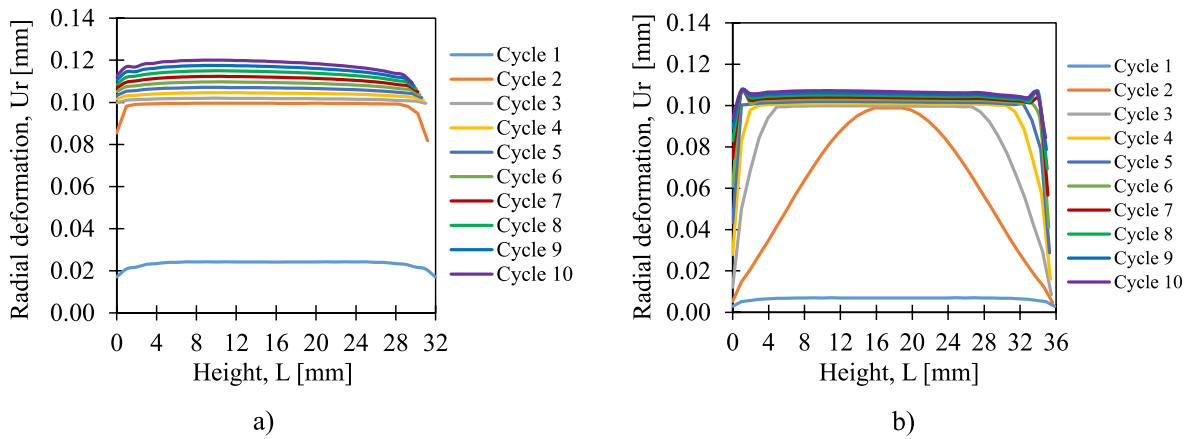 Radial deformation, Ur [mm]
0.14
0.12
0.10
0.08
0.06
0.04
0.02
0.00
0 4 8 12 16 20 24 28 32
Height, L [mm]
Cycle 1
Cycle 2
Cycle 3
Cycle 4
Cycle 5
Cycle 6
Cycle 7
Cycle 8
Cycle 9
Cycle 10
a)
Radial deformation, Ur [mm]
0.14
0.12
0.10
0.08
0.06
0.04
0.02
0.00
0 4 8 12 16 20 24 28 32 36
Height, L [mm]
Cycle 1
Cycle 2
Cycle 3
Cycle 4
Cycle 5
Cycle 6
Cycle 7
Cycle 8
Cycle 9
Cycle 10
b)